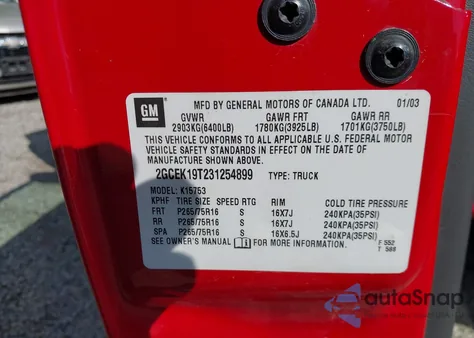 GM
MFD BY GENERAL MOTORS OF CANADA LTD. 01/03
GVWR GAWR FRT GAWR RR
2903KG(6400LB) 1780KG(3925LB) 1701KG(3750LB)
THIS VEHICLE CONFORMS TO ALL APPLICABLE U.S. FEDERAL MOTOR
VEHICLE SAFETY STANDARDS IN EFFECT ON THE DATE OF
MANUFACTURE SHOWN ABOVE.
2GCEK19T231254899 TYPE: TRUCK
MODEL: K15753
KPHF TIRE SIZE SPEED RTG RIM COLD TIRE PRESSURE
FRT P265/75R16 S 16X7J 240KPA(35PSI)
RR P265/75R16 S 16X7J 240KPA(35PSI)
SPA P265/75R16 S 16X6.5J 240KPA(35PSI)
SEE OWNER'S MANUAL FOR MORE INFORMATION. F 552
T 588
autoSnap